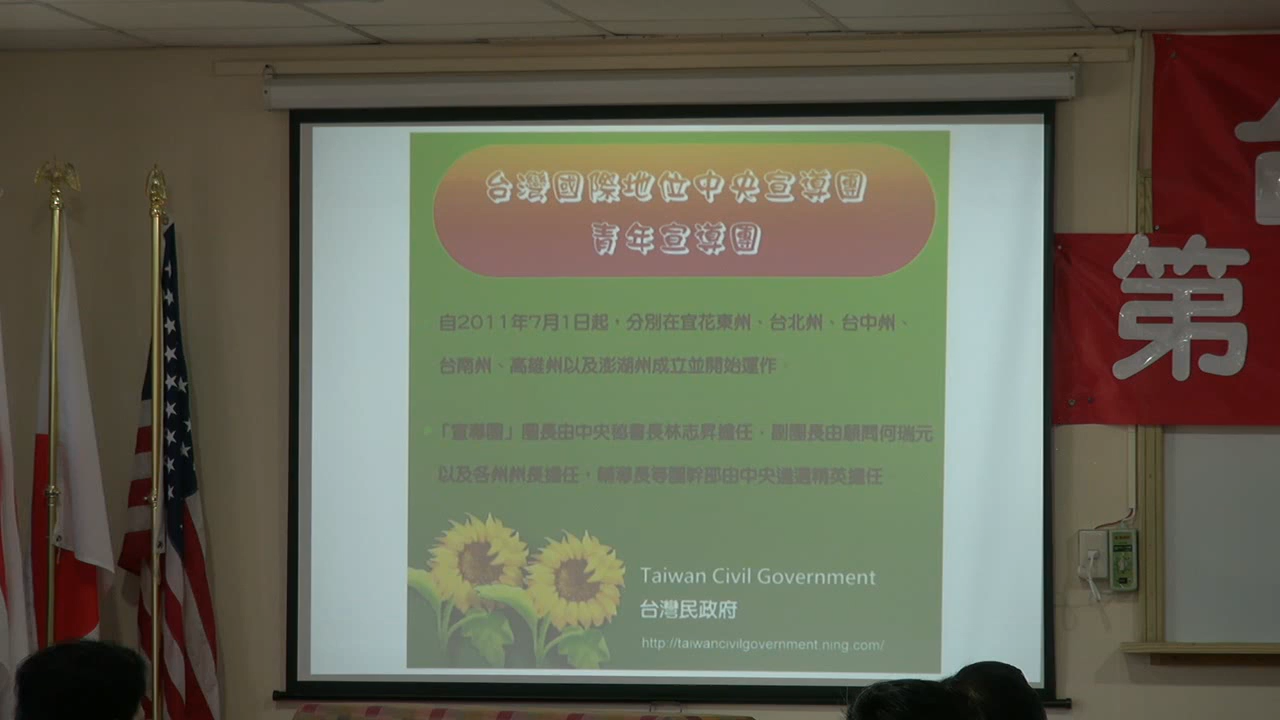 台灣國際地位中央宣導團
青年宣導團
自2011年7月1日起，分別在宜花東州、台北州、台中州、
台南州、高雄州以及澎湖州成立並開始運作。
「宣導團」團長由中央秘書長林志昇擔任，副團長由顧問何瑞元
以及各州州長擔任，輔導長等團幹部由中央遴選精英擔任
Taiwan Civil Government
台灣民政府
http://taiwancivilgovernment.ning.com/
第